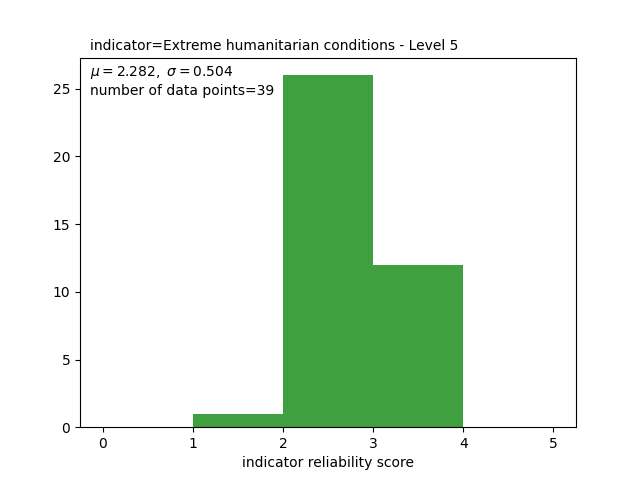 indicator=Extreme humanitarian conditions - Level 5
μ = 2.282, σ = 0.504
number of data points=39
25
20
15
10
5
0
0 1 2 3 4 5
indicator reliability score